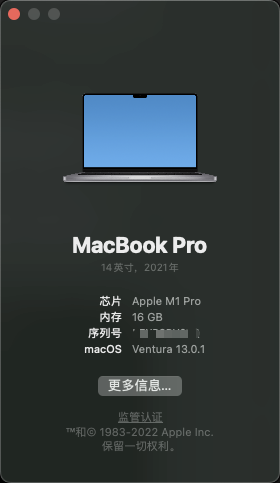 MacBook Pro
14英寸，2021年
芯片 Apple M1 Pro
内存 16 GB
序列号
macOS Ventura 13.0.1
更多信息...
监管认证
™和© 1983-2022 Apple Inc.
保留一切权利。